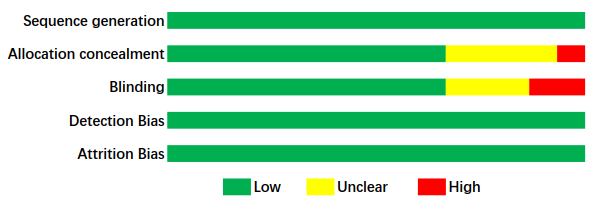 Sequence generation
Allocation concealment
Blinding
Detection Bias
Attrition Bias
Low Unclear High